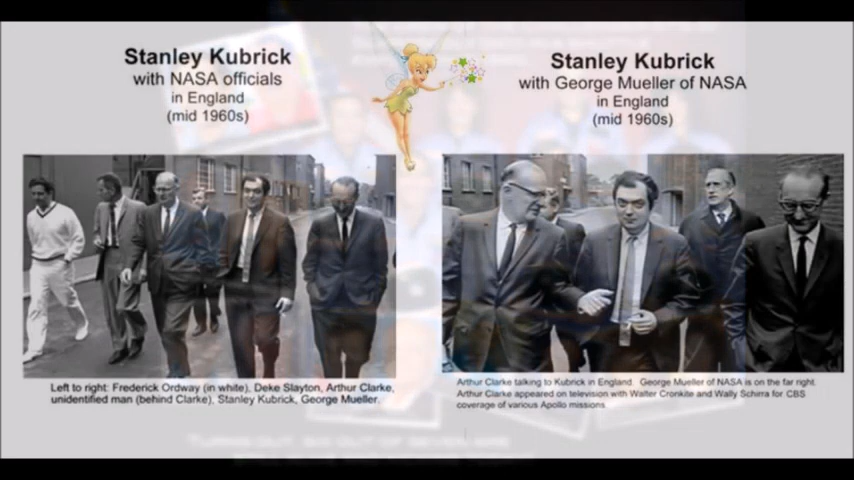 Stanley Kubrick
with NASA officials
in England
(mid 1960s)
Stanley Kubrick
with George Mueller of NASA
in England
(mid 1960s)
Left to right: Frederick Ordway (in white), Deke Slayton, Arthur Clarke,
unidentified man (behind Clarke), Stanley Kubrick, George Mueller.
Arthur Clarke talking to Kubrick in England. George Mueller of NASA is on the far right.
Arthur Clarke appeared on television with Walter Cronkite and Wally Schirra for CBS
coverage of various Apollo missions